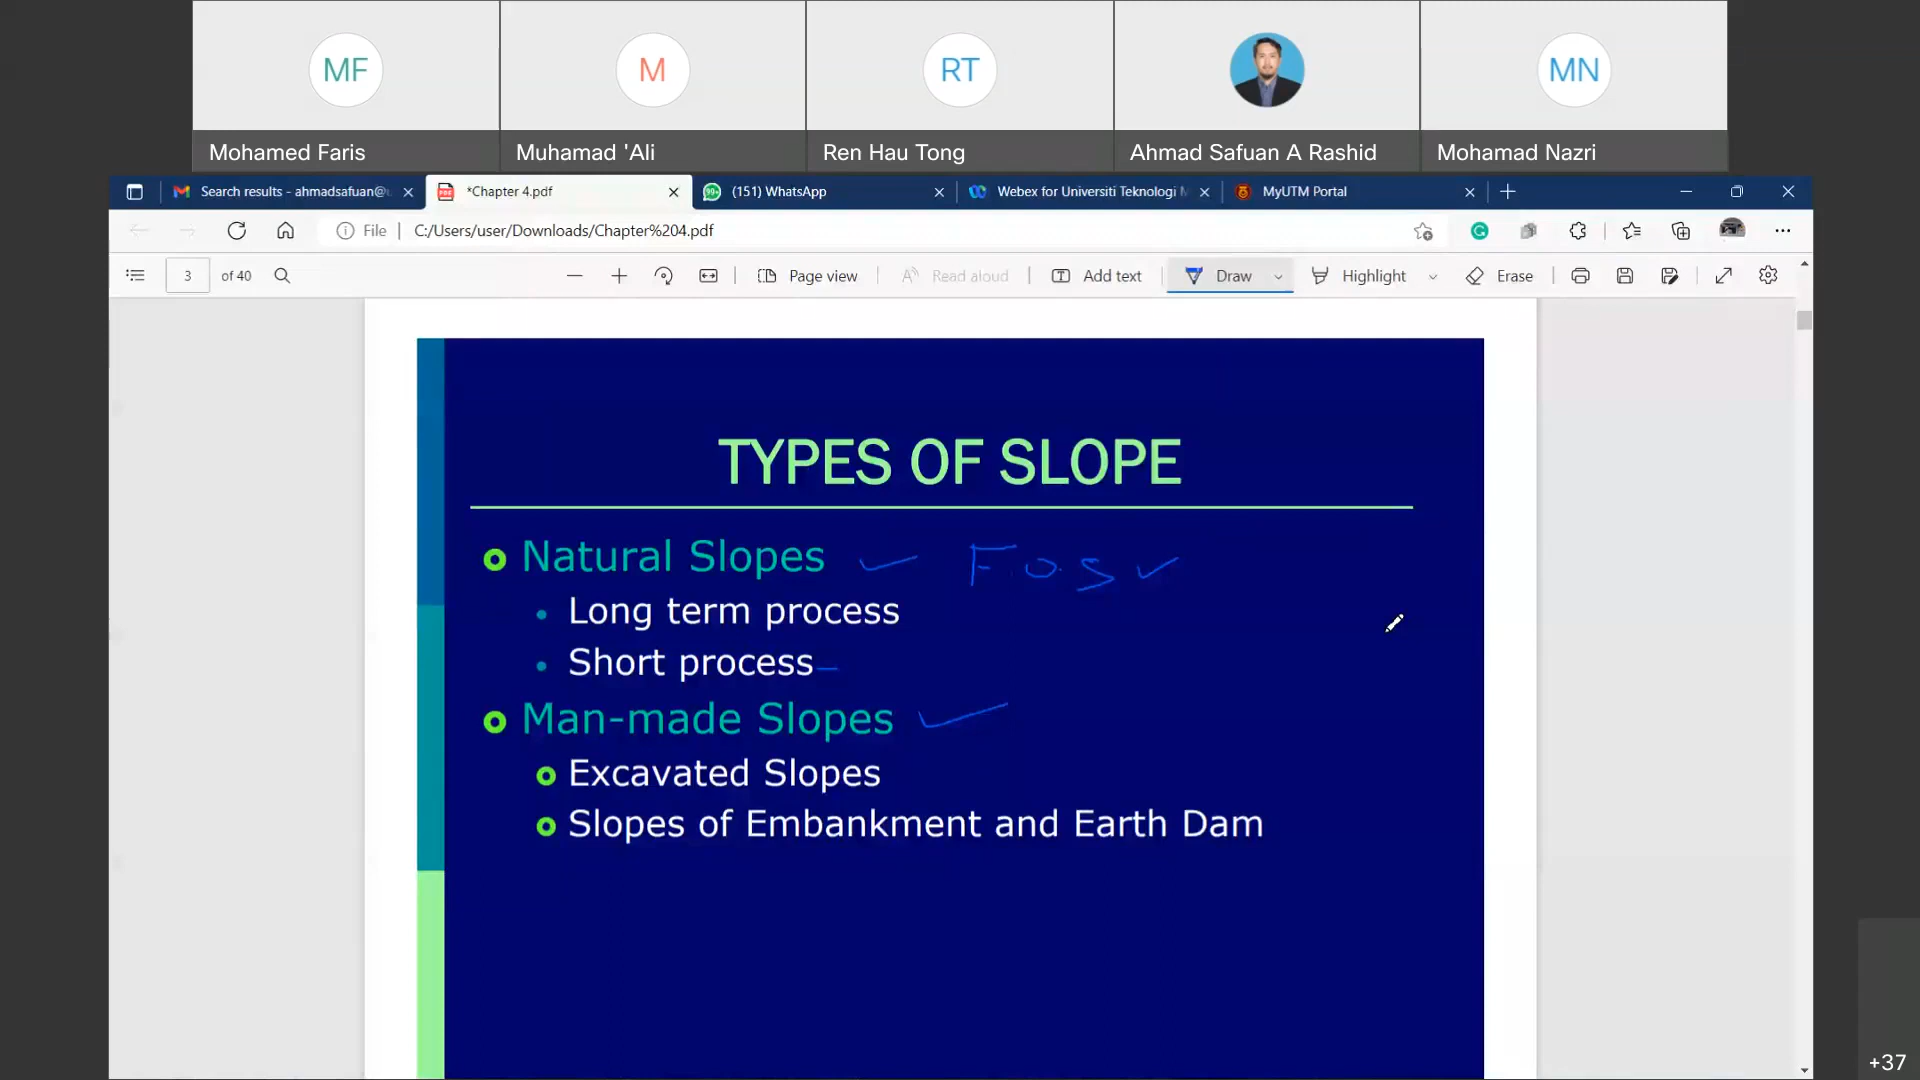 MF
M
RT
MN
Mohamed Faris
Muhamad 'Ali
Ren Hau Tong
Ahmad Safuan A Rashid
Mohamad Nazri
Search results - ahmadsafuan@
*Chapter 4.pdf
99+
(151) WhatsApp
Webex for Universiti Teknologi M
MyUTM Portal
File
C:/Users/user/Downloads/Chapter%204.pdf
3 of 40
Page view
Read aloud
Add text
Draw
Highlight
Erase
TYPES OF SLOPE
Natural Slopes F.O.S
Long term process
Short process
Man-made Slopes
Excavated Slopes
Slopes of Embankment and Earth Dam
+37